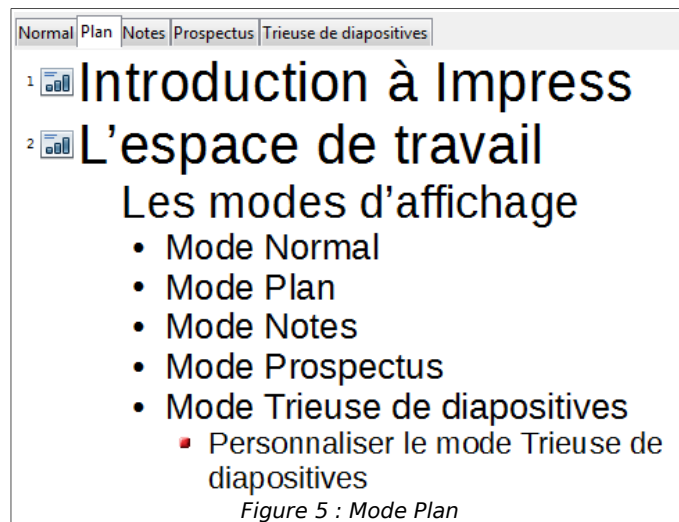 Normal Plan Notes Prospectus Trieuse de diapositives
1 Introduction à Impress
2 L’espace de travail
Les modes d’affichage
• Mode Normal
• Mode Plan
• Mode Notes
• Mode Prospectus
• Mode Trieuse de diapositives
▪ Personnaliser le mode Trieuse de
diapositives
Figure 5 : Mode Plan